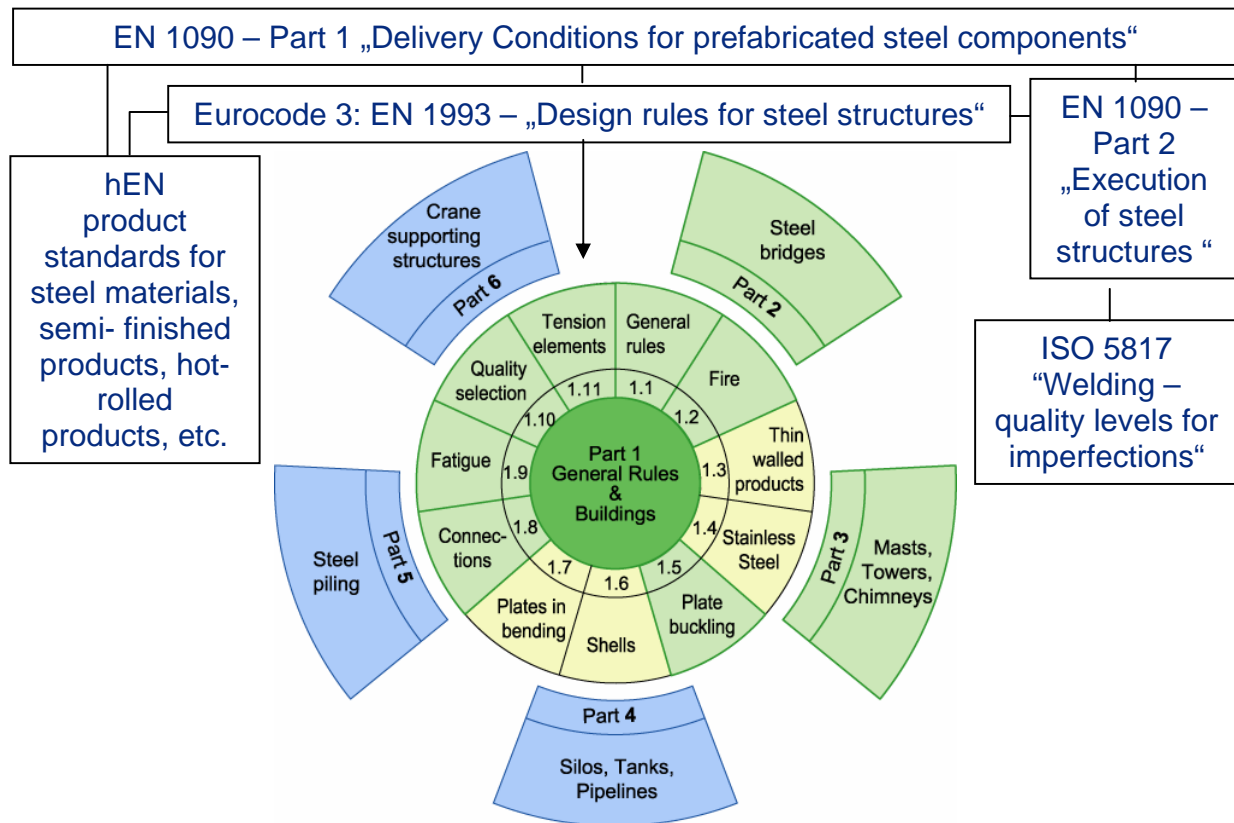 EN 1090 – Part 1 „Delivery Conditions for prefabricated steel components“
Eurocode 3: EN 1993 – „Design rules for steel structures“
EN 1090 –
Part 2
„Execution
of steel
structures “
hEN
product
standards for
steel materials,
semi- finished
products, hot-
rolled
products, etc.
ISO 5817
“Welding –
quality levels for
imperfections“
Crane
supporting
structures
Part 6
Steel
bridges
Part 2
Masts,
Towers,
Chimneys
Part 3
Part 4
Silos, Tanks,
Pipelines
Steel
piling
Part 5
General
rules
1.1
Fire
1.2
Thin
walled
products
1.3
Stainless
Steel
1.4
Plate
buckling
1.5
Shells
1.6
Plates in
bending
1.7
Connec-
tions
1.8
Fatigue
1.9
Quality
selection
1.10
Tension
elements
1.11
Part 1
General Rules
&
Buildings